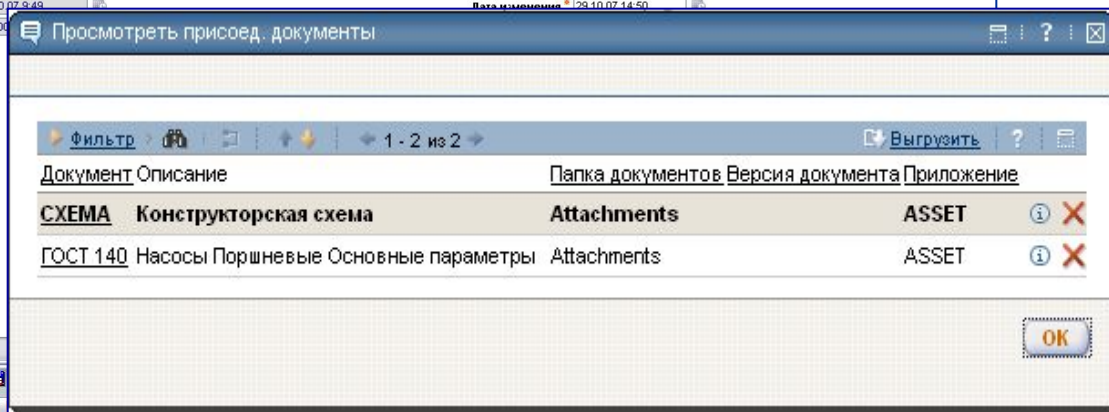 Дата изменения * 29.10.07 14:50
Просмотреть присоед. документы ?
Фильтр 1 - 2 из 2 Выгрузить ?
Документ Описание Папка документов Версия документа Приложение
СХЕМА Конструкторская схема Attachments ASSET
ГОСТ 140 Насосы Поршневые Основные параметры Attachments ASSET
ОК